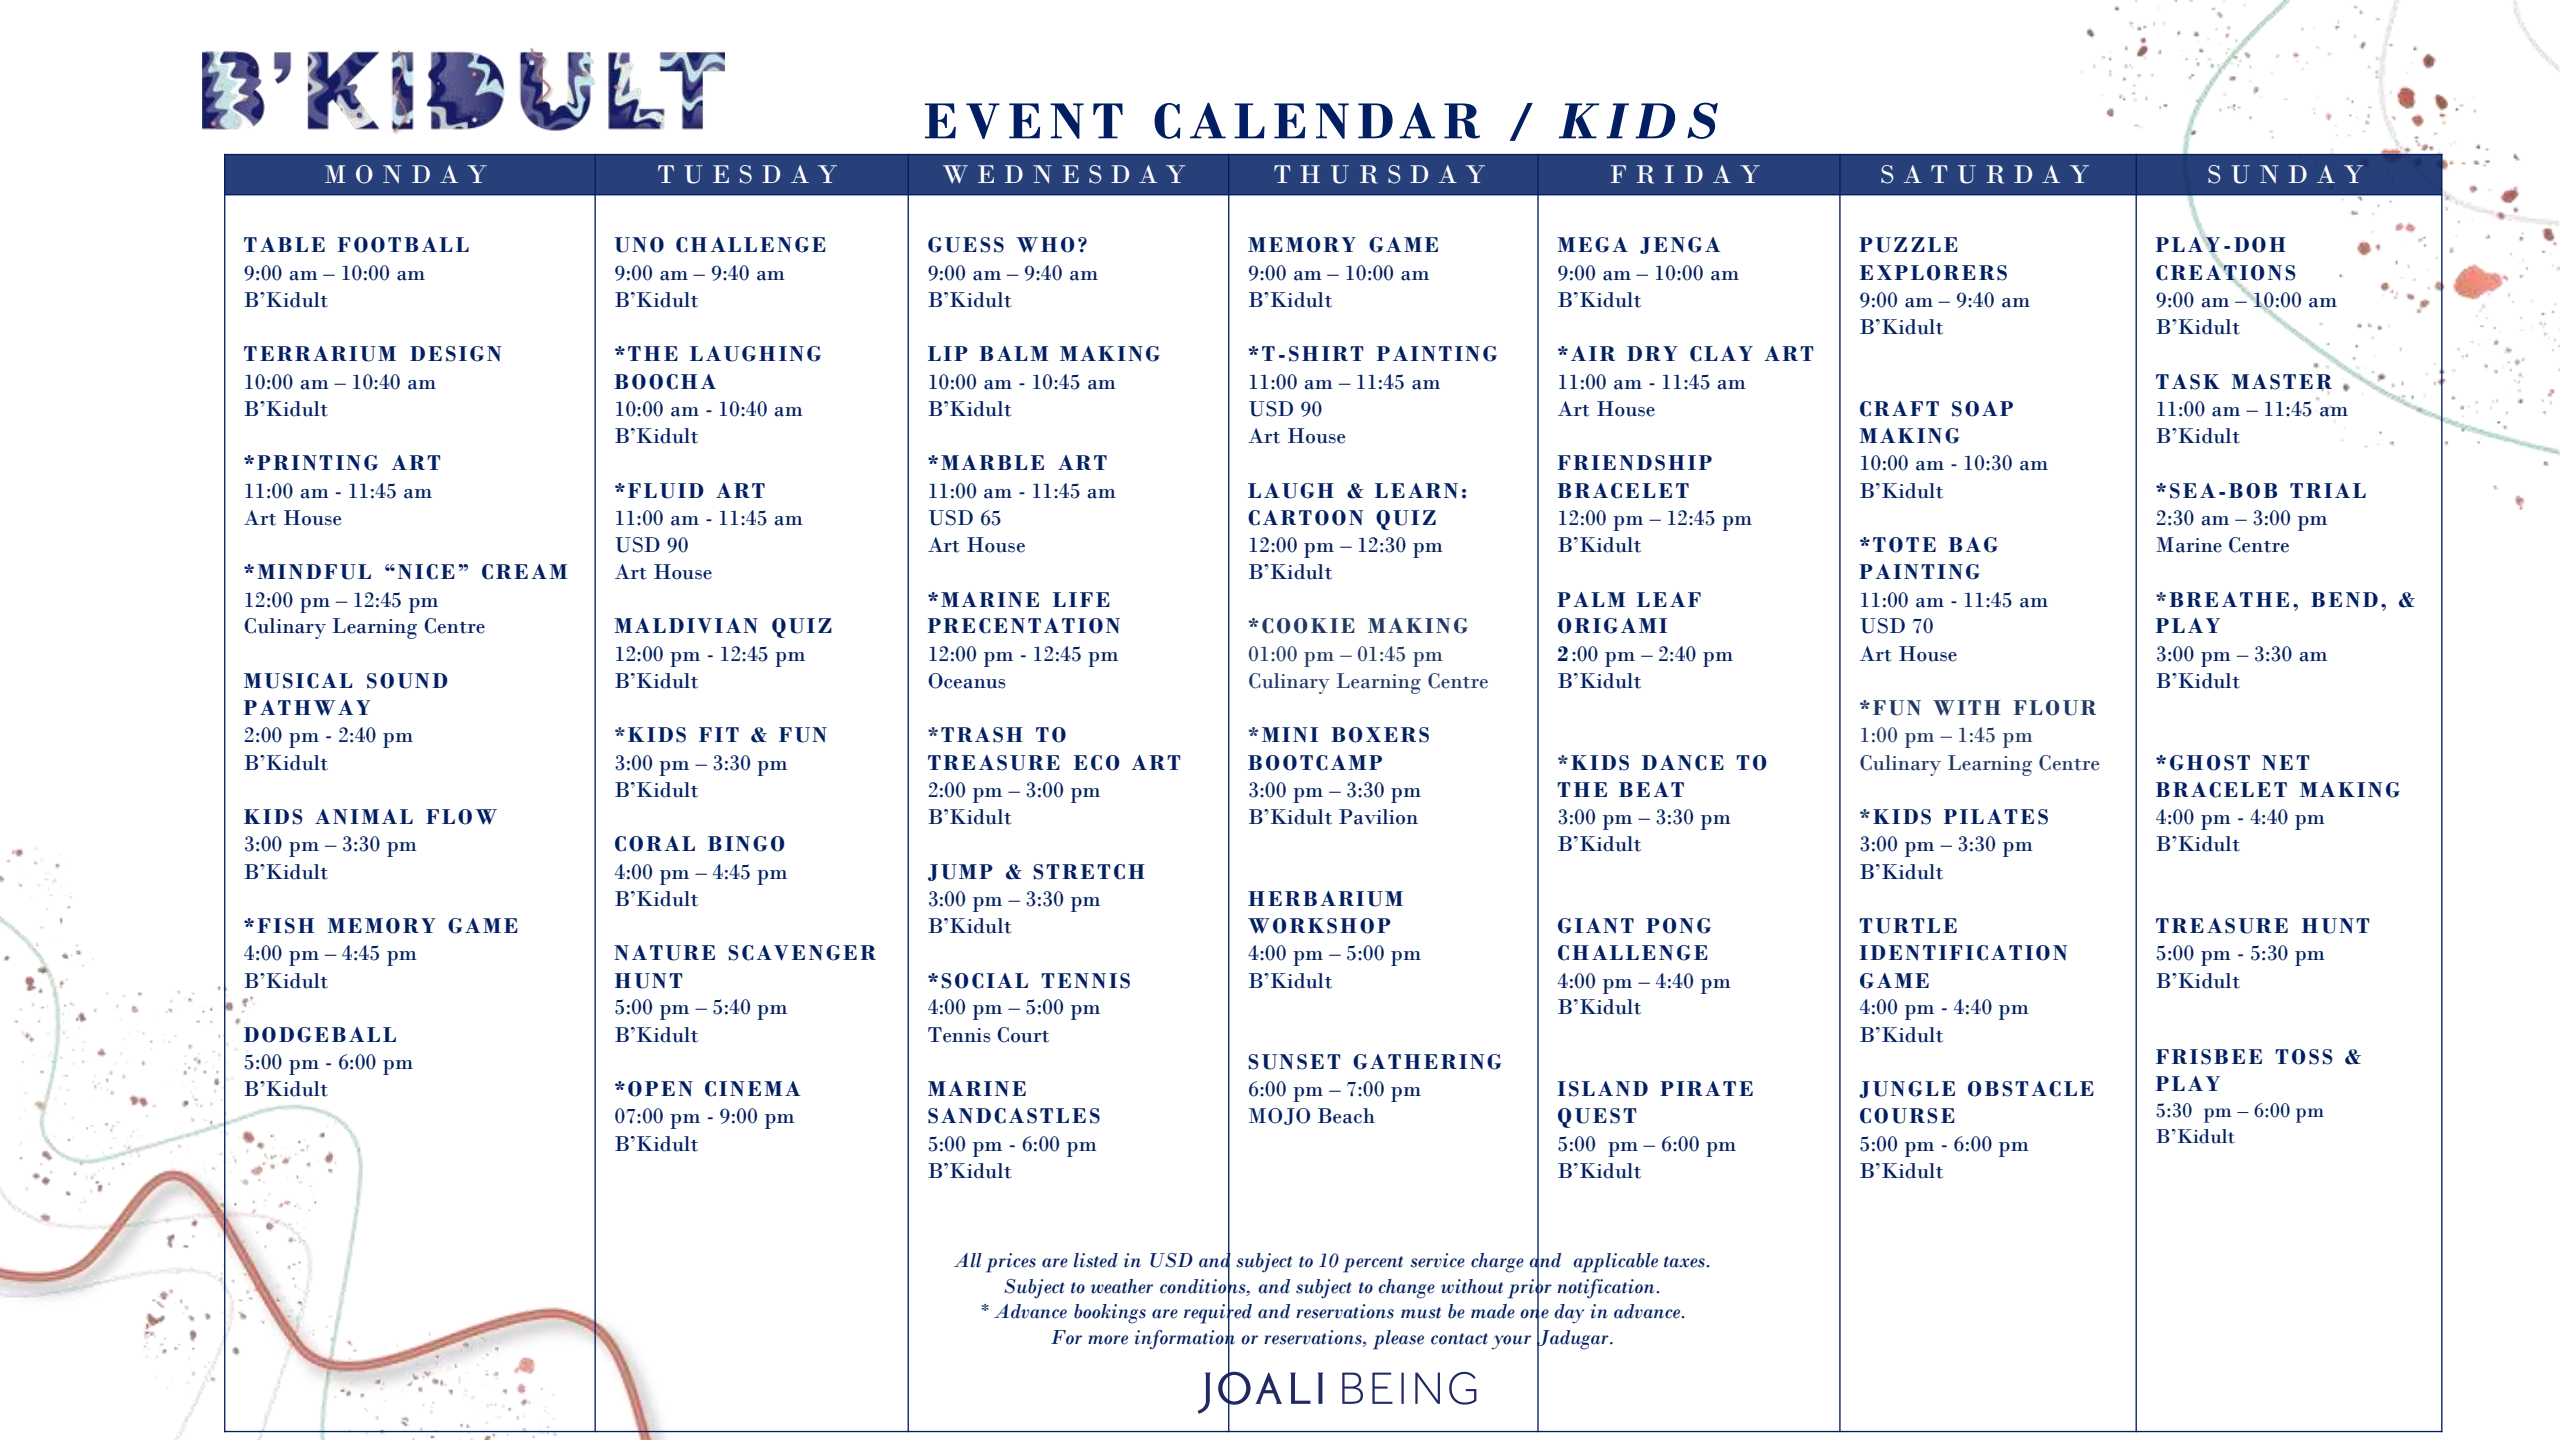 B'KIDULT
EVENT CALENDAR / KIDS
MONDAY
TABLE FOOTBALL
9:00 am – 10:00 am
B'Kidult
TERRARIUM DESIGN
10:00 am – 10:40 am
B'Kidult
*PRINTING ART
11:00 am - 11:45 am
Art House
*MINDFUL “NICE” CREAM
12:00 pm – 12:45 pm
Culinary Learning Centre
MUSICAL SOUND
PATHWAY
2:00 pm - 2:40 pm
B'Kidult
KIDS ANIMAL FLOW
3:00 pm – 3:30 pm
B'Kidult
*FISH MEMORY GAME
4:00 pm – 4:45 pm
B'Kidult
DODGEBALL
5:00 pm - 6:00 pm
B'Kidult
TUESDAY
UNO CHALLENGE
9:00 am – 9:40 am
B'Kidult
*THE LAUGHING
BOOCHA
10:00 am - 10:40 am
B'Kidult
*FLUID ART
11:00 am - 11:45 am
USD 90
Art House
MALDIVIAN QUIZ
12:00 pm - 12:45 pm
B'Kidult
*KIDS FIT & FUN
3:00 pm – 3:30 pm
B'Kidult
CORAL BINGO
4:00 pm – 4:45 pm
B'Kidult
NATURE SCAVENGER
HUNT
5:00 pm – 5:40 pm
B'Kidult
*OPEN CINEMA
07:00 pm - 9:00 pm
B'Kidult
WEDNESDAY
GUESS WHO?
9:00 am – 9:40 am
B'Kidult
LIP BALM MAKING
10:00 am - 10:45 am
B'Kidult
*MARBLE ART
11:00 am - 11:45 am
USD 65
Art House
*MARINE LIFE
PRECENTATION
12:00 pm - 12:45 pm
Oceanus
*TRASH TO
TREASURE ECO ART
2:00 pm – 3:00 pm
B'Kidult
JUMP & STRETCH
3:00 pm – 3:30 pm
B'Kidult
*SOCIAL TENNIS
4:00 pm – 5:00 pm
Tennis Court
MARINE
SANDCASTLES
5:00 pm - 6:00 pm
B'Kidult
THURSDAY
MEMORY GAME
9:00 am – 10:00 am
B'Kidult
*T-SHIRT PAINTING
11:00 am – 11:45 am
USD 90
Art House
LAUGH & LEARN:
CARTOON QUIZ
12:00 pm – 12:30 pm
B'Kidult
*COOKIE MAKING
01:00 pm – 01:45 pm
Culinary Learning Centre
*MINI BOXERS
BOOTCAMP
3:00 pm – 3:30 pm
B'Kidult Pavilion
HERBARIUM
WORKSHOP
4:00 pm – 5:00 pm
B'Kidult
SUNSET GATHERING
6:00 pm – 7:00 pm
MOJO Beach
FRIDAY
MEGA JENGA
9:00 am – 10:00 am
B'Kidult
*AIR DRY CLAY ART
11:00 am - 11:45 am
Art House
FRIENDSHIP
BRACELET
12:00 pm – 12:45 pm
B'Kidult
PALM LEAF
ORIGAMI
2:00 pm – 2:40 pm
B'Kidult
*KIDS DANCE TO
THE BEAT
3:00 pm – 3:30 pm
B'Kidult
GIANT PONG
CHALLENGE
4:00 pm – 4:40 pm
B'Kidult
ISLAND PIRATE
QUEST
5:00 pm – 6:00 pm
B'Kidult
SATURDAY
PUZZLE
EXPLORERS
9:00 am – 9:40 am
B'Kidult
CRAFT SOAP
MAKING
10:00 am - 10:30 am
B'Kidult
*TOTE BAG
PAINTING
11:00 am - 11:45 am
USD 70
Art House
*FUN WITH FLOUR
1:00 pm – 1:45 pm
Culinary Learning Centre
*KIDS PILATES
3:00 pm – 3:30 pm
B'Kidult
TURTLE
IDENTIFICATION
GAME
4:00 pm - 4:40 pm
B'Kidult
JUNGLE OBSTACLE
COURSE
5:00 pm - 6:00 pm
B'Kidult
SUNDAY
PLAY-DOH
CREATIONS
9:00 am – 10:00 am
B'Kidult
TASK MASTER
11:00 am – 11:45 am
B'Kidult
*SEA-BOB TRIAL
2:30 am – 3:00 pm
Marine Centre
*BREATHE, BEND, &
PLAY
3:00 pm – 3:30 am
B'Kidult
*GHOST NET
BRACELET MAKING
4:00 pm - 4:40 pm
B'Kidult
TREASURE HUNT
5:00 pm - 5:30 pm
B'Kidult
FRISBEE TOSS &
PLAY
5:30 pm – 6:00 pm
B'Kidult
All prices are listed in USD and subject to 10 percent service charge and applicable taxes.
Subject to weather conditions, and subject to change without prior notification.
* Advance bookings are required and reservations must be made one day in advance.
For more information or reservations, please contact your Jadugar.
JOALI BEING